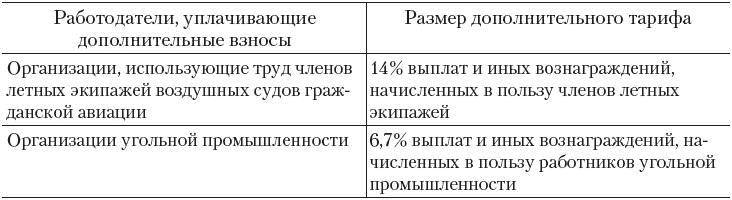 Работодатели, уплачивающие
дополнительные взносы
Размер дополнительного тарифа
Организации, использующие труд членов
летных экипажей воздушных судов граж-
данской авиации
14% выплат и иных вознаграждений,
начисленных в пользу членов летных
экипажей
Организации угольной промышленности
6,7% выплат и иных вознаграждений, на-
численных в пользу работников угольной
промышленности